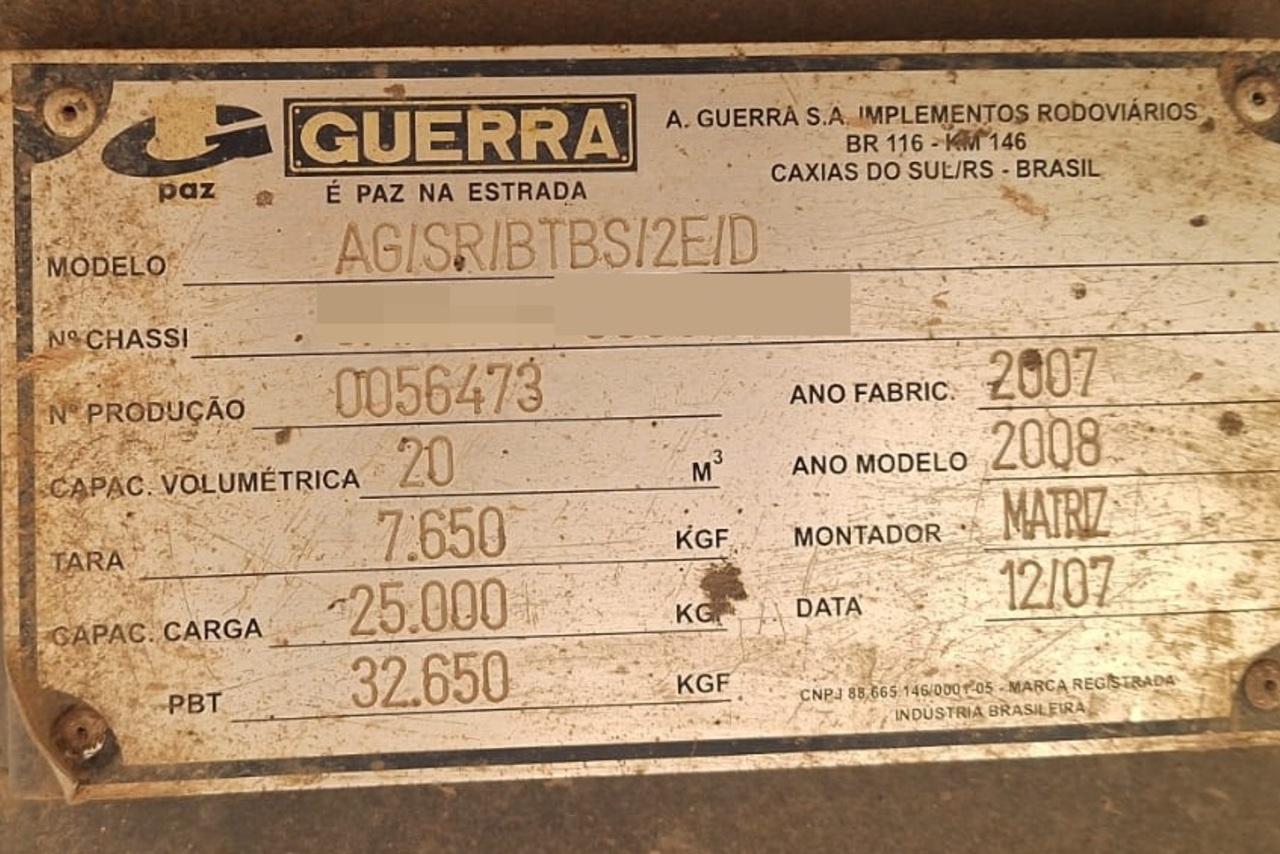 GUERRA
paz
É PAZ NA ESTRADA
A. GUERRA S.A. IMPLEMENTOS RODOVIÁRIOS
BR 116 - KM 146
CAXIAS DO SUL/RS - BRASIL
MODELO AG/SR/BTBS/2E/D
Nº CHASSI
Nº PRODUÇÃO 0056473
ANO FABRIC. 2007
CAPAC. VOLUMÉTRICA 20 M³
ANO MODELO 2008
TARA 7.650 KGF
MONTADOR MATRIZ
CAPAC. CARGA 25.000 KGF
DATA 12/07
PBT 32.650 KGF
CNPJ 88.665.146/0001-05 - MARCA REGISTRADA
INDÚSTRIA BRASILEIRA